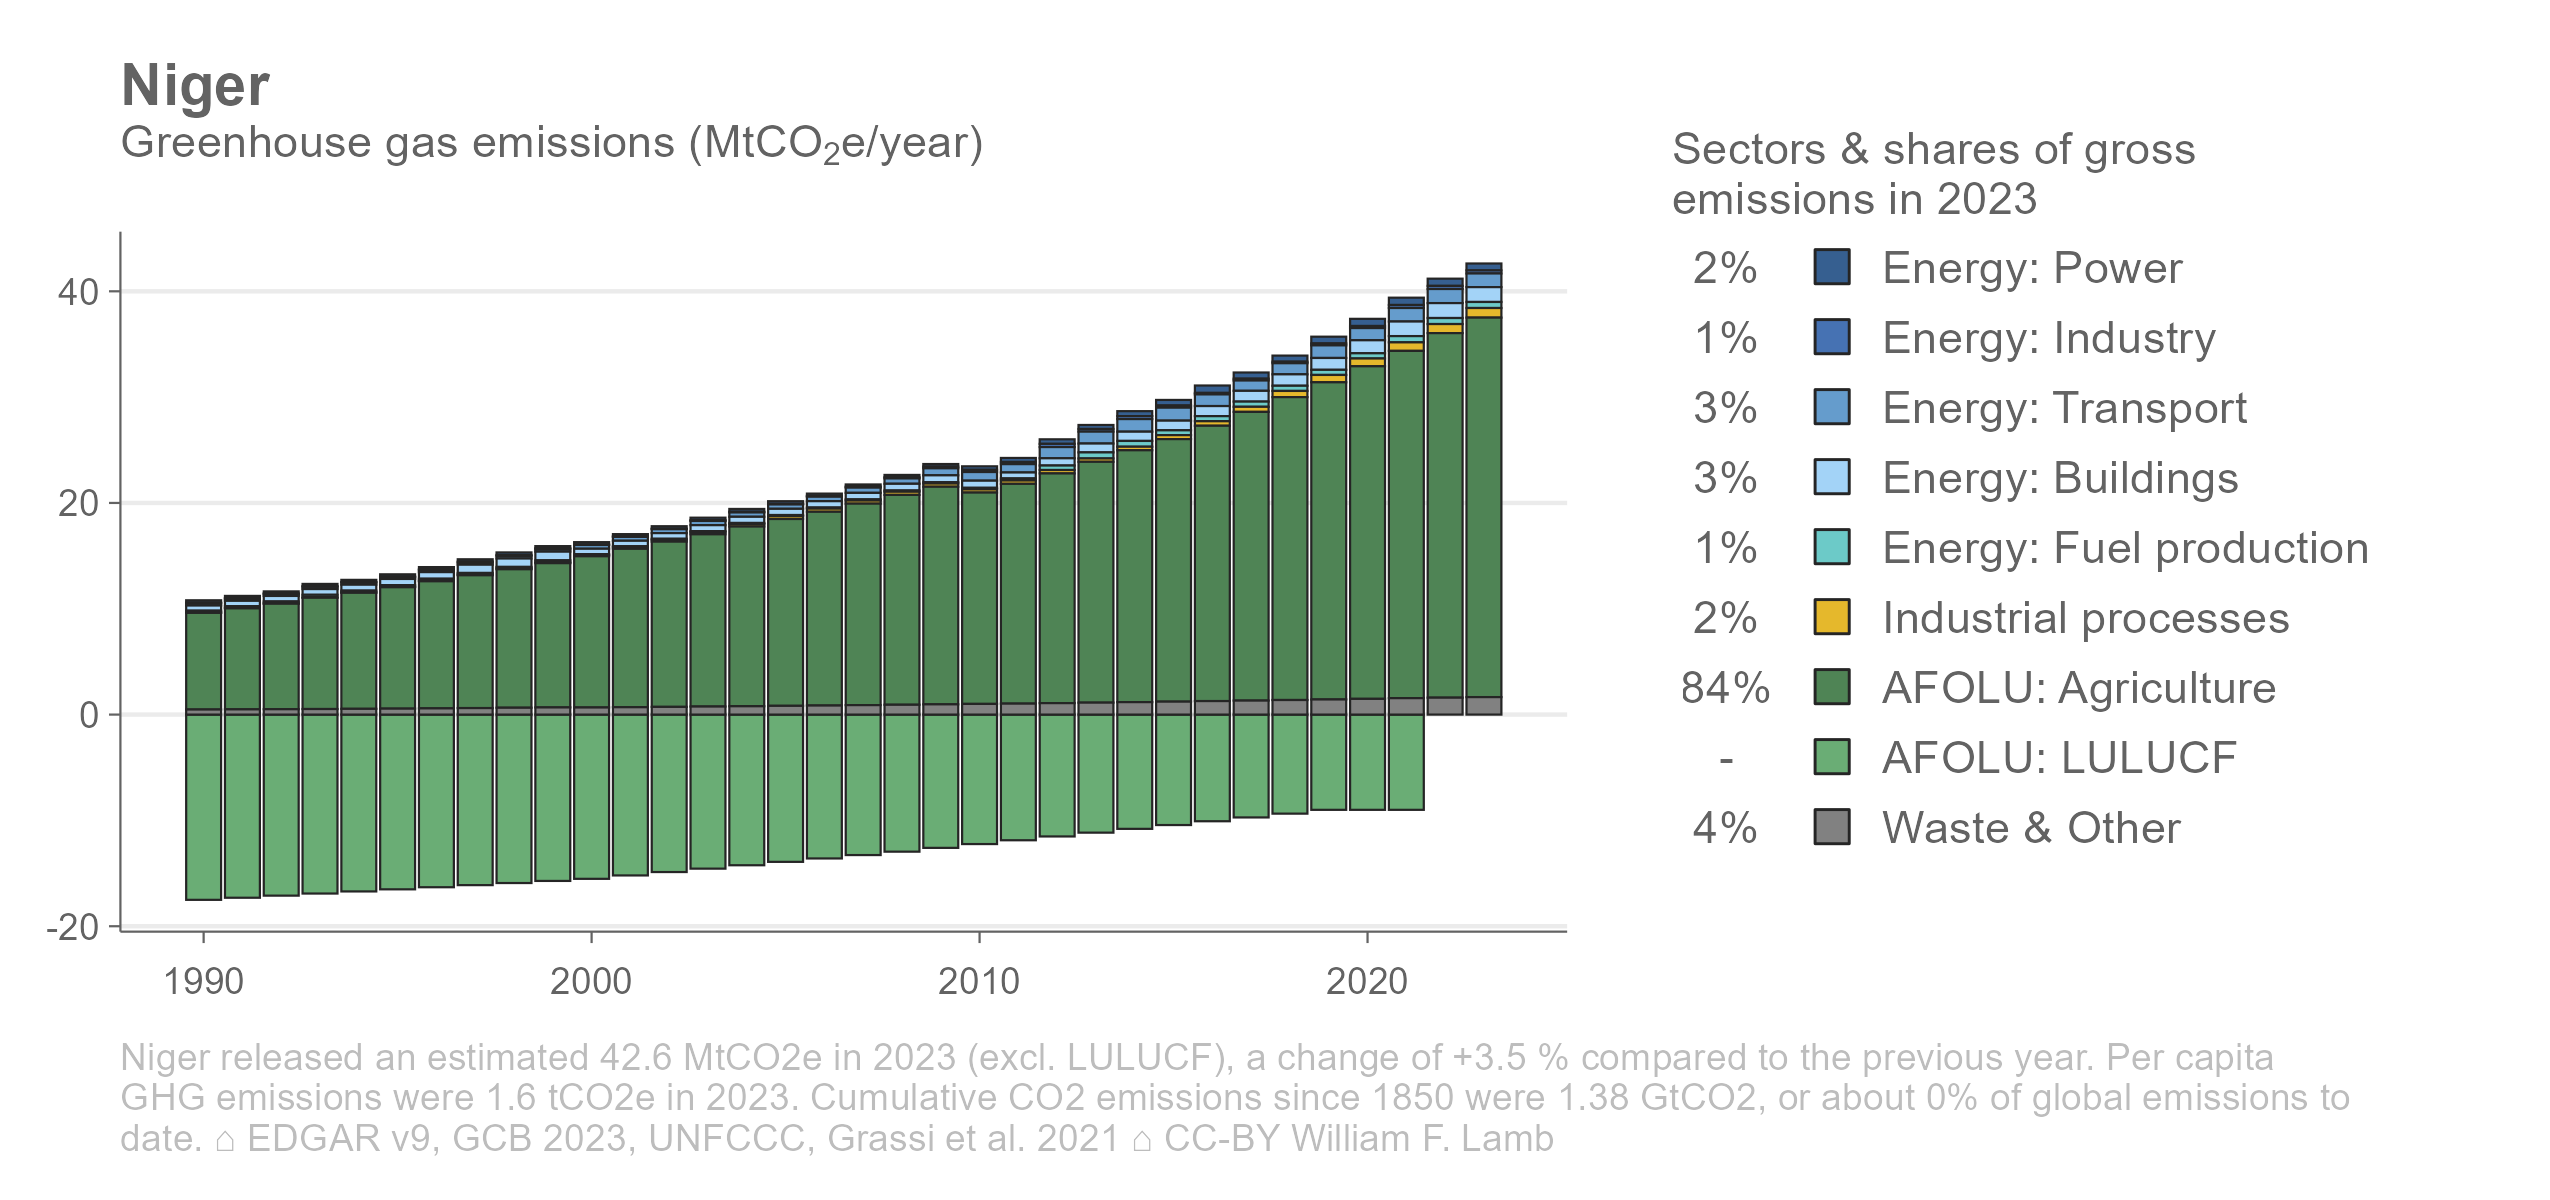 Niger
Greenhouse gas emissions (MtCO₂e/year)
Sectors & shares of gross
emissions in 2023
2% Energy: Power
1% Energy: Industry
3% Energy: Transport
3% Energy: Buildings
1% Energy: Fuel production
2% Industrial processes
84% AFOLU: Agriculture
- AFOLU: LULUCF
4% Waste & Other
40
20
0
-20
1990 2000 2010 2020
Niger released an estimated 42.6 MtCO2e in 2023 (excl. LULUCF), a change of +3.5 % compared to the previous year. Per capita
GHG emissions were 1.6 tCO2e in 2023. Cumulative CO2 emissions since 1850 were 1.38 GtCO2, or about 0% of global emissions to
date. ⌂ EDGAR v9, GCB 2023, UNFCCC, Grassi et al. 2021 ⌂ CC-BY William F. Lamb